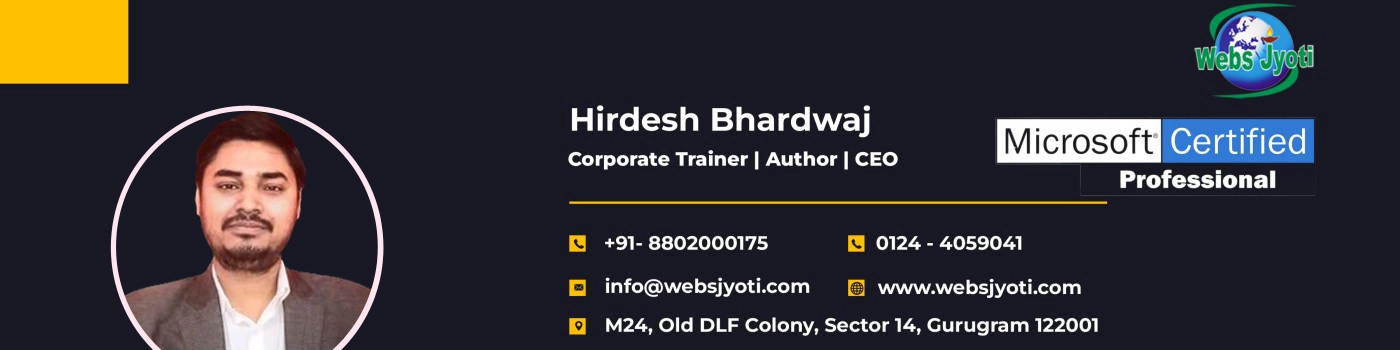 Webs Jyoti
Hirdesh Bhardwaj
Corporate Trainer | Author | CEO
Microsoft® Certified
Professional
+91- 8802000175
0124 - 4059041
info@websjyoti.com
www.websjyoti.com
M24, Old DLF Colony, Sector 14, Gurugram 122001